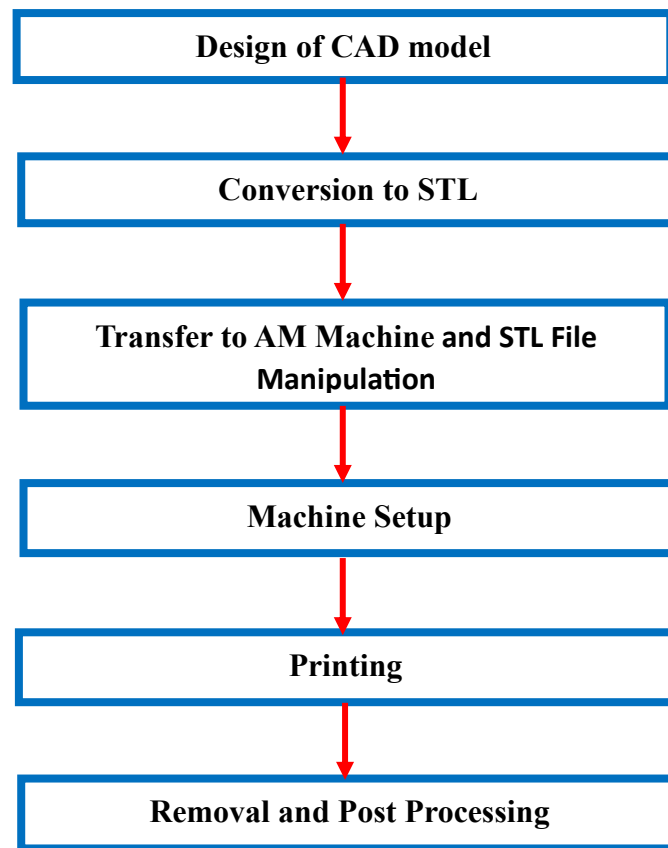 Design of CAD model
Conversion to STL
Transfer to AM Machine and STL File
Manipulation
Machine Setup
Printing
Removal and Post Processing